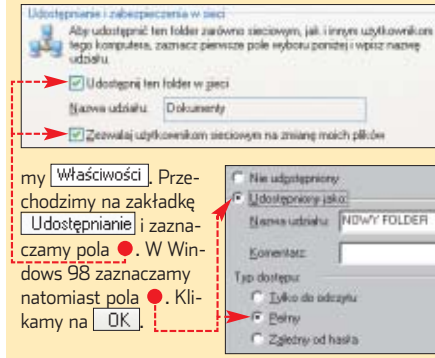 Udostępnianie i zabezpieczenia w sieci
Aby udostępnić ten folder zarówno sieciowym, jak i innym użytkownikom
tego komputera, zaznacz pierwsze pole wyboru poniżej i wpisz nazwę
udziału.
Udostępnij ten folder w sieci
Nazwa udziału: Dokumenty
Zezwalaj użytkownikom sieciowym na zmianę moich plików
my Właściwości. Prze-
chodzimy na zakładkę
Udostępnianie i zazna-
czamy pola . W Win-
dows 98 zaznaczamy
natomiast pola . Kli-
kamy na OK .
Nie udostępniony
Udostępniony jako:
Nazwa udziału: NOWY FOLDER
Komentarz:
Typ dostępu:
Tylko do odczytu
Pełny
Zależny od hasła